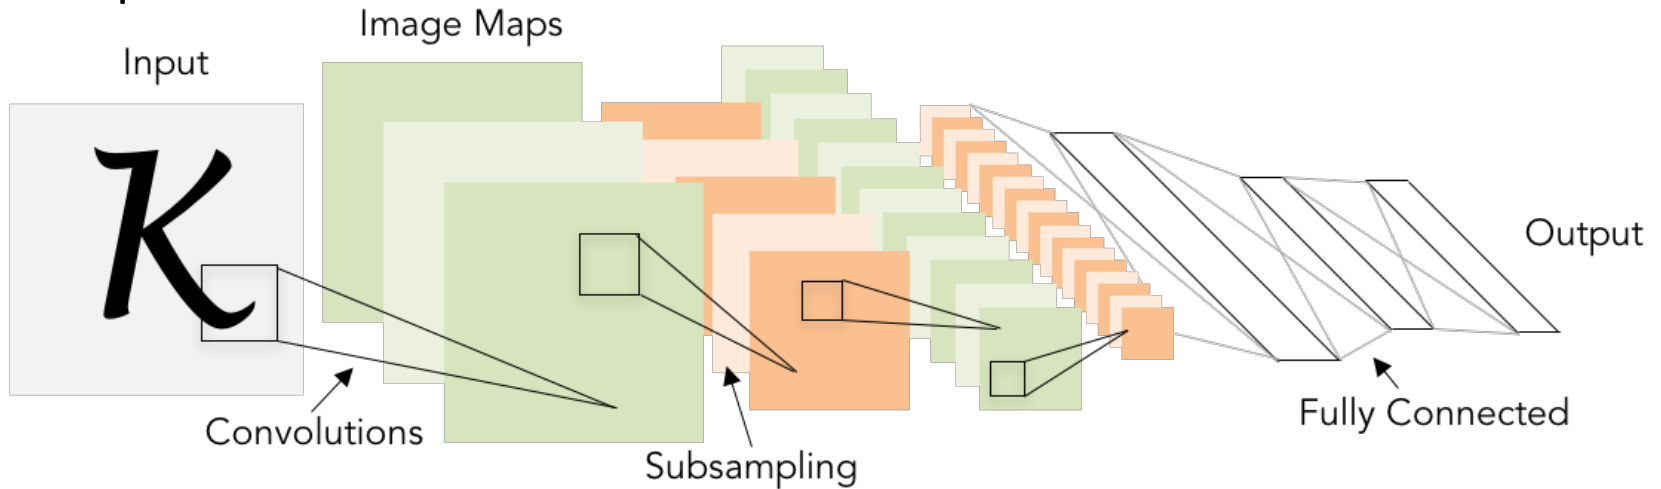 Image Maps
Input
K
Output
Convolutions
Fully Connected
Subsampling